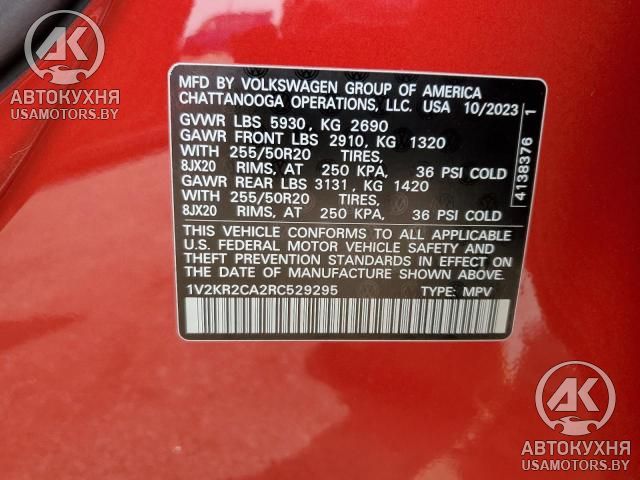 AK
АВТОКУХНЯ
USAMOTORS.BY
MFD BY VOLKSWAGEN GROUP OF AMERICA
CHATTANOOGA OPERATIONS, LLC. USA 10/2023
GVWR LBS 5930, KG 2690
GAWR FRONT LBS 2910, KG 1320
WITH 255/50R20 TIRES,
8JX20 RIMS, AT 250 KPA, 36 PSI COLD
GAWR REAR LBS 3131, KG 1420
WITH 255/50R20 TIRES,
8JX20 RIMS, AT 250 KPA, 36 PSI COLD
THIS VEHICLE CONFORMS TO ALL APPLICABLE
U.S. FEDERAL MOTOR VEHICLE SAFETY AND
THEFT PREVENTION STANDARDS IN EFFECT ON
THE DATE OF MANUFACTURE SHOWN ABOVE.
1V2KR2CA2RC529295 TYPE: MPV
4138376 1
AK
АВТОКУХНЯ
USAMOTORS.BY